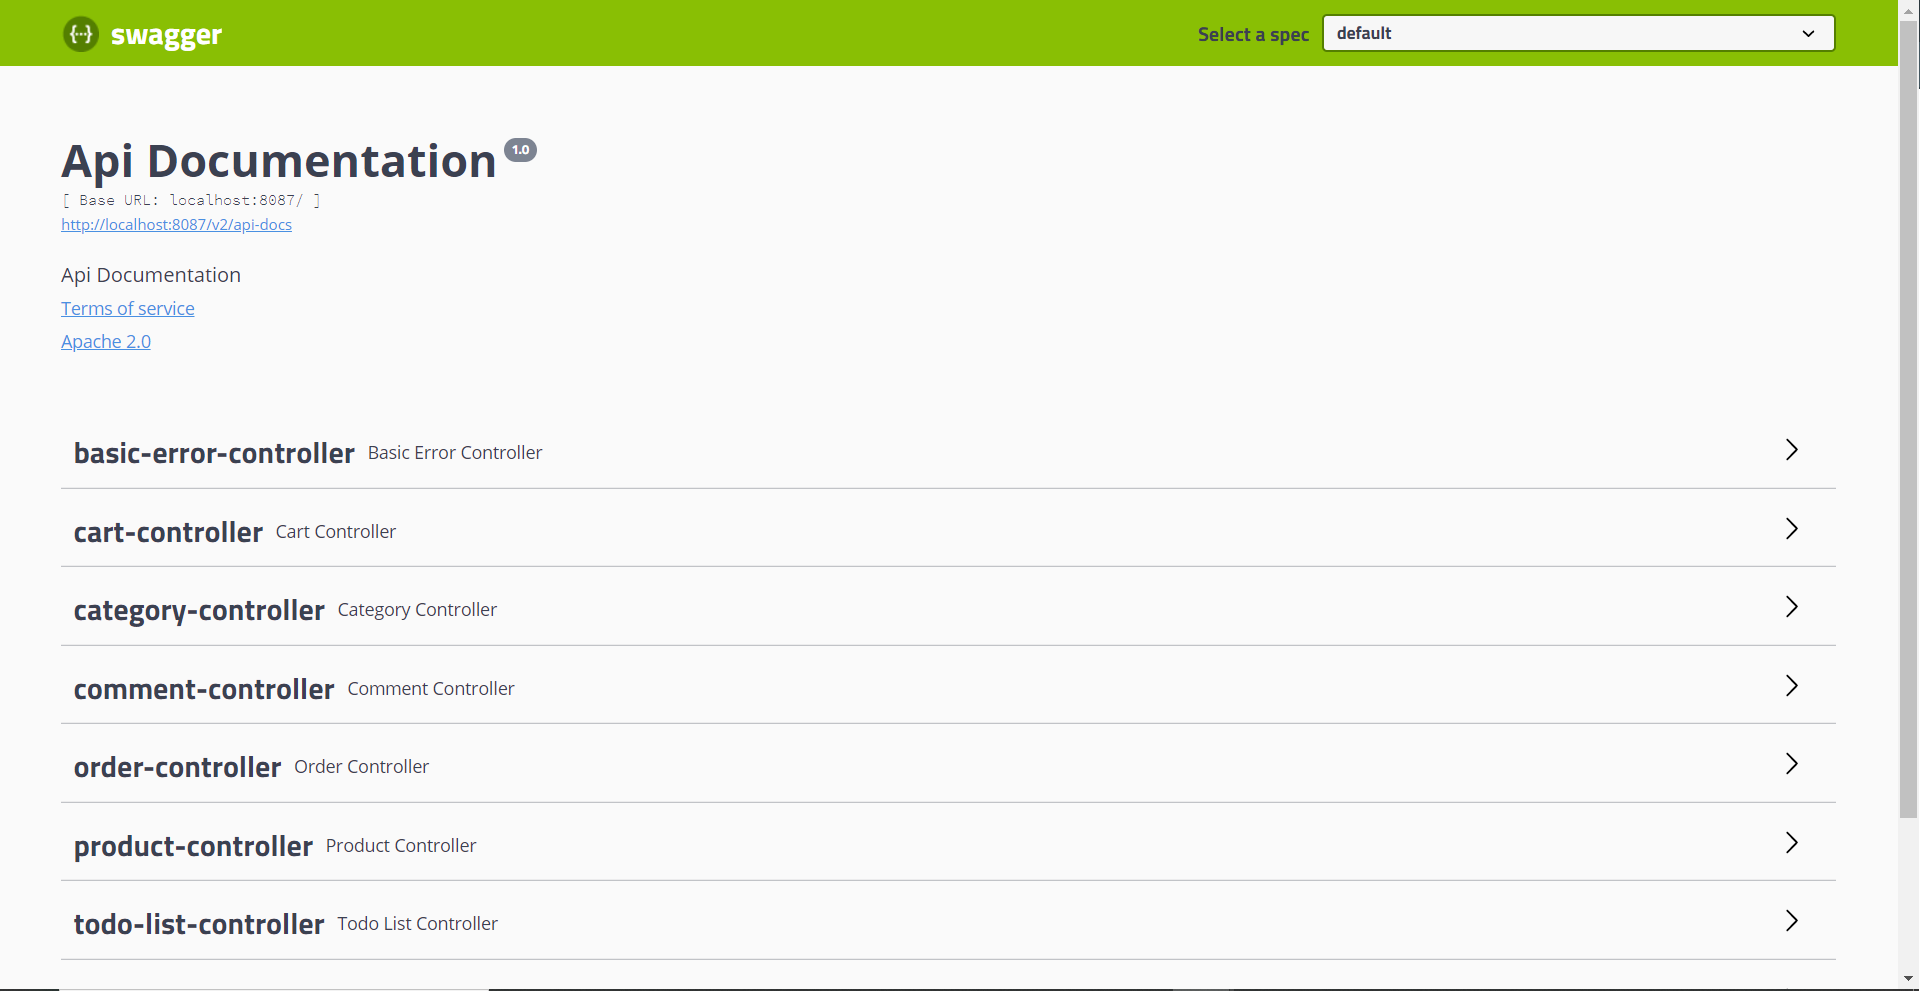 swagger
Select a spec default
Api Documentation 1.0
[ Base URL: localhost:8087/ ]
http://localhost:8087/v2/api-docs
Api Documentation
Terms of service
Apache 2.0
basic-error-controller Basic Error Controller
cart-controller Cart Controller
category-controller Category Controller
comment-controller Comment Controller
order-controller Order Controller
product-controller Product Controller
todo-list-controller Todo List Controller